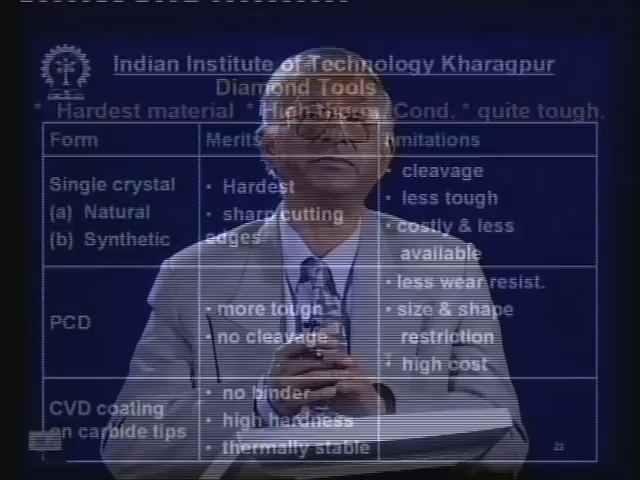 Indian Institute of Technology Kharagpur
Diamond Tools
* Hardest material * High therm. Cond. * quite tough.
Form Merits limitations
Single crystal
(a) Natural
(b) Synthetic
• Hardest
• sharp cutting
edges
• cleavage
• less tough
• costly & less
available
PCD
• more tough
• no cleavage
• less wear resist.
• size & shape
restriction
• high cost
CVD coating
on carbide tips
• no binder
• high hardness
• thermally stable